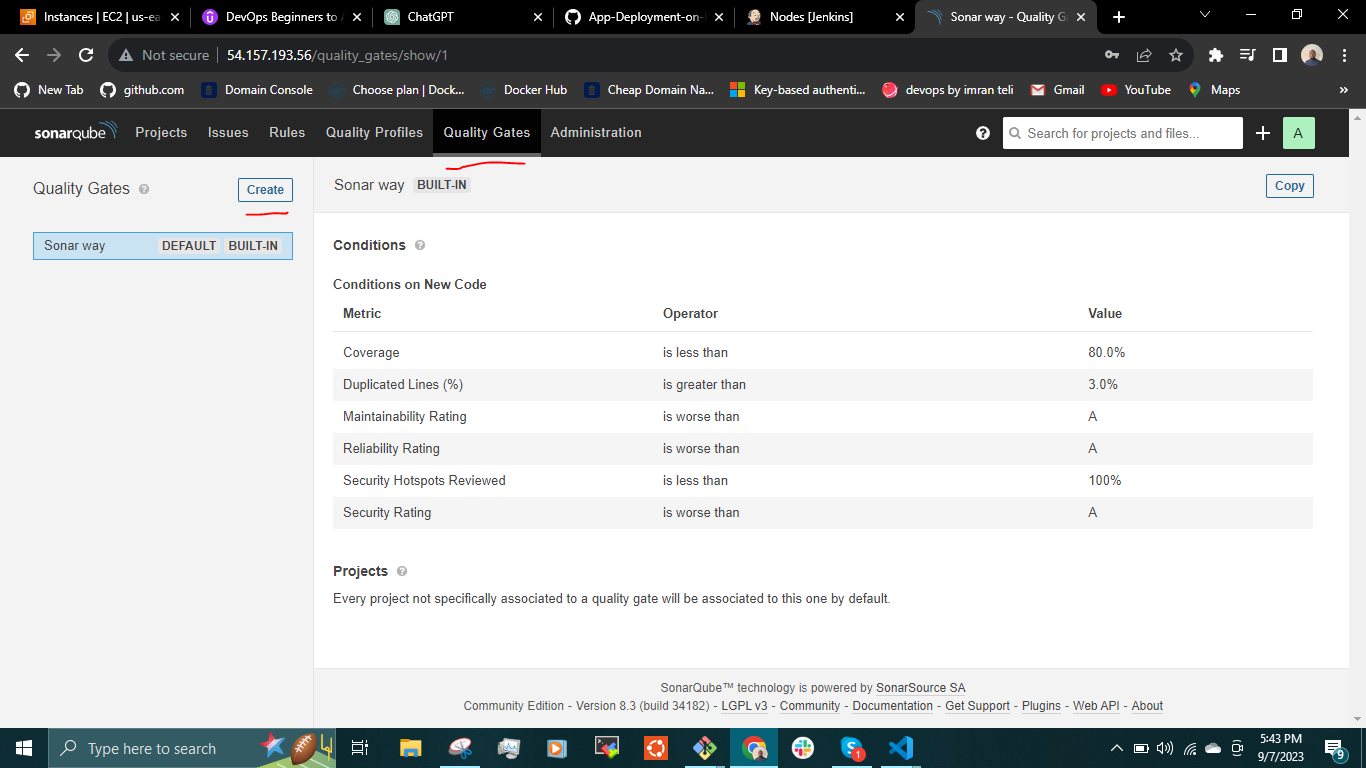 Instances | EC2 | us-ea
DevOps Beginners to A
ChatGPT
App-Deployment-on-
Nodes [Jenkins]
Sonar way - Quality Ga
Not secure
54.157.193.56/quality_gates/show/1
New Tab
github.com
Domain Console
Choose plan | Dock...
Docker Hub
Cheap Domain Na...
Key-based authenti...
devops by imran teli
Gmail
YouTube
Maps
»
sonarqube
Projects
Issues
Rules
Quality Profiles
Quality Gates
Administration
Search for projects and files...
A
Quality Gates
Create
Sonar way DEFAULT BUILT-IN
Sonar way BUILT-IN
Copy
Conditions
Conditions on New Code
Metric Operator Value
Coverage is less than 80.0%
Duplicated Lines (%) is greater than 3.0%
Maintainability Rating is worse than A
Reliability Rating is worse than A
Security Hotspots Reviewed is less than 100%
Security Rating is worse than A
Projects
Every project not specifically associated to a quality gate will be associated to this one by default.
SonarQube™ technology is powered by SonarSource SA
Community Edition - Version 8.3 (build 34182) - LGPL v3 - Community - Documentation - Get Support - Plugins - Web API - About
Type here to search
1
5:43 PM
9/7/2023
9